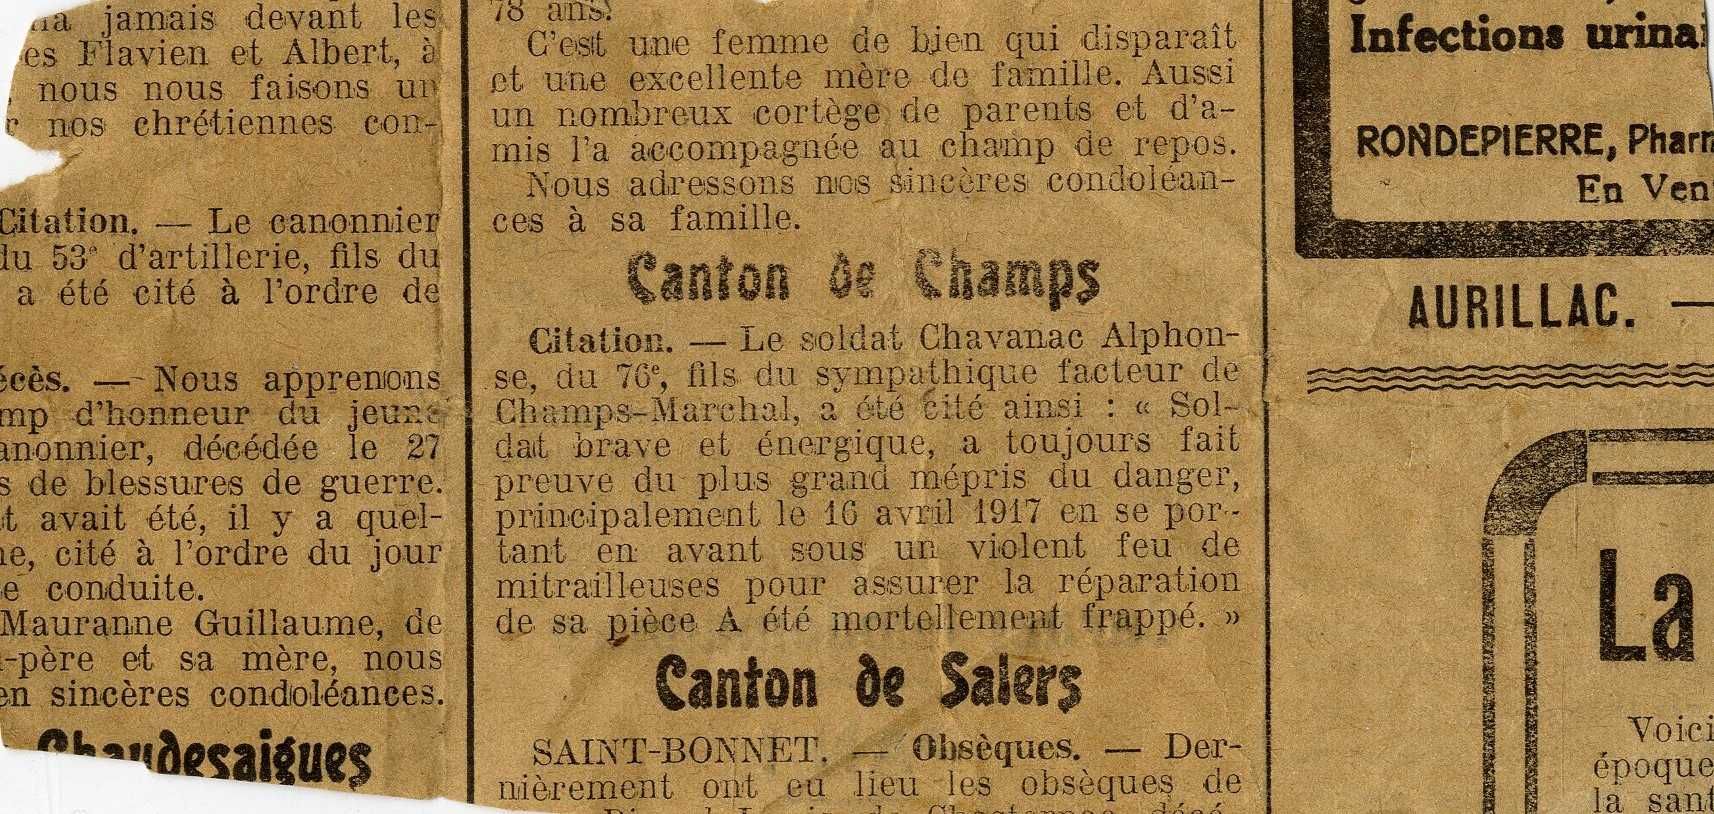 jamais devant les
es Flavien et Albert, à
nous nous faisons un
nos chrétiennes con-
Citation. — Le canonnier
du 53e d'artillerie, fils du
a été cité à l'ordre de
écès. — Nous apprenons
mp d'honneur du jeune
anonnier, décédée le 27
s de blessures de guerre.
t avait été, il y a quel-
ne, cité à l'ordre du jour
e conduite.
Mauranne Guillaume, de
-père et sa mère, nous
en sincères condoléances.
Chaudesaigues
78 ans.
C'est une femme de bien qui disparaît
et une excellente mère de famille. Aussi
un nombreux cortège de parents et d'a-
mis l'a accompagnée au champ de repos.
Nous adressons nos sincères condoléan-
ces à sa famille.
Canton de Champs
Citation. — Le soldat Chavanac Alphon-
se, du 76e, fils du sympathique facteur de
Champs-Marchal, a été cité ainsi : « Sol-
dat brave et énergique, a toujours fait
preuve du plus grand mépris du danger,
principalement le 16 avril 1917 en se por-
tant en avant sous un violent feu de
mitrailleuses pour assurer la réparation
de sa pièce A été mortellement frappé. »
Canton de Salers
SAINT-BONNET. — Obsèques. — Der-
nièrement ont eu lieu les obsèques de
Infections urinai
RONDEPIERRE, Pharm
En Ven
AURILLAC. —
La
Voici
époque
la sant